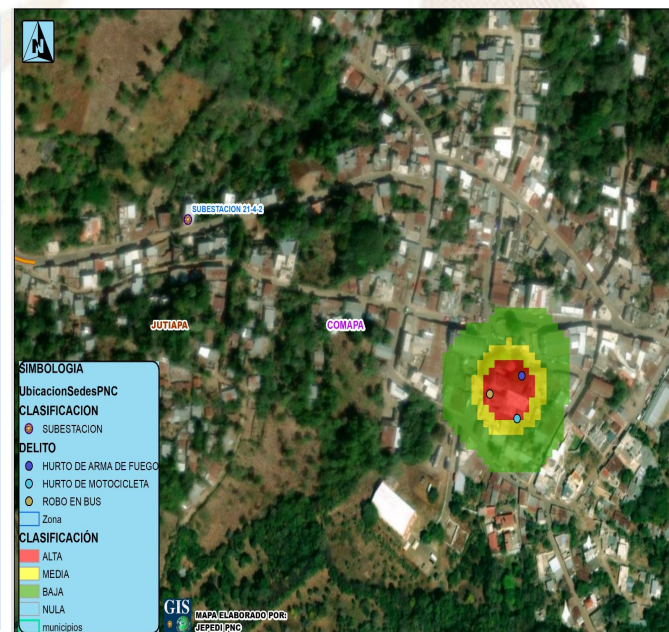 N
SUBESTACION 21-4-2
JUTIAPA
COMAPA
SIMBOLOGIA
UbicacionSedesPNC
CLASIFICACION
SUBESTACION
DELITO
HURTO DE ARMA DE FUEGO
HURTO DE MOTOCICLETA
ROBO EN BUS
Zona
CLASIFICACIÓN
ALTA
MEDIA
BAJA
NULA
municipios
GIS
MAPA ELABORADO POR:
JEPEDI PNC